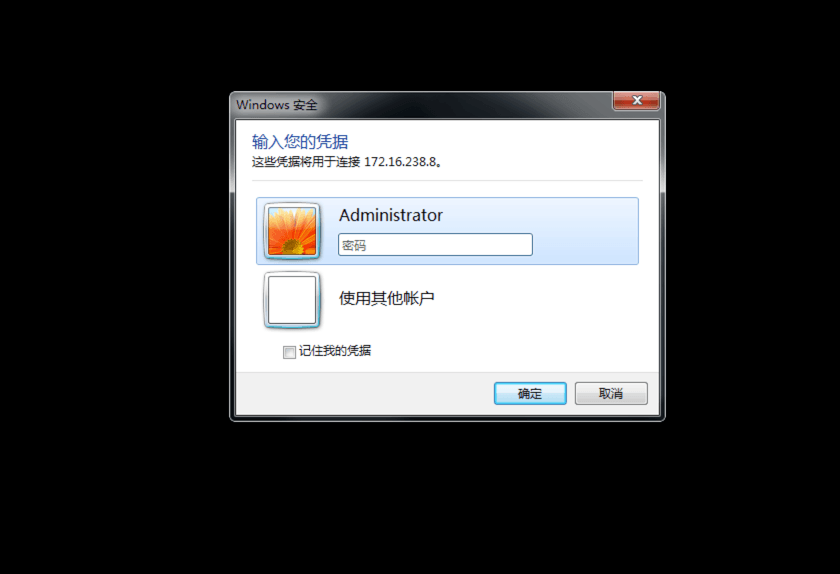 Windows 安全
输入您的凭据
这些凭据将用于连接 172.16.238.8。
Administrator
密码
使用其他帐户
记住我的凭据
确定
取消